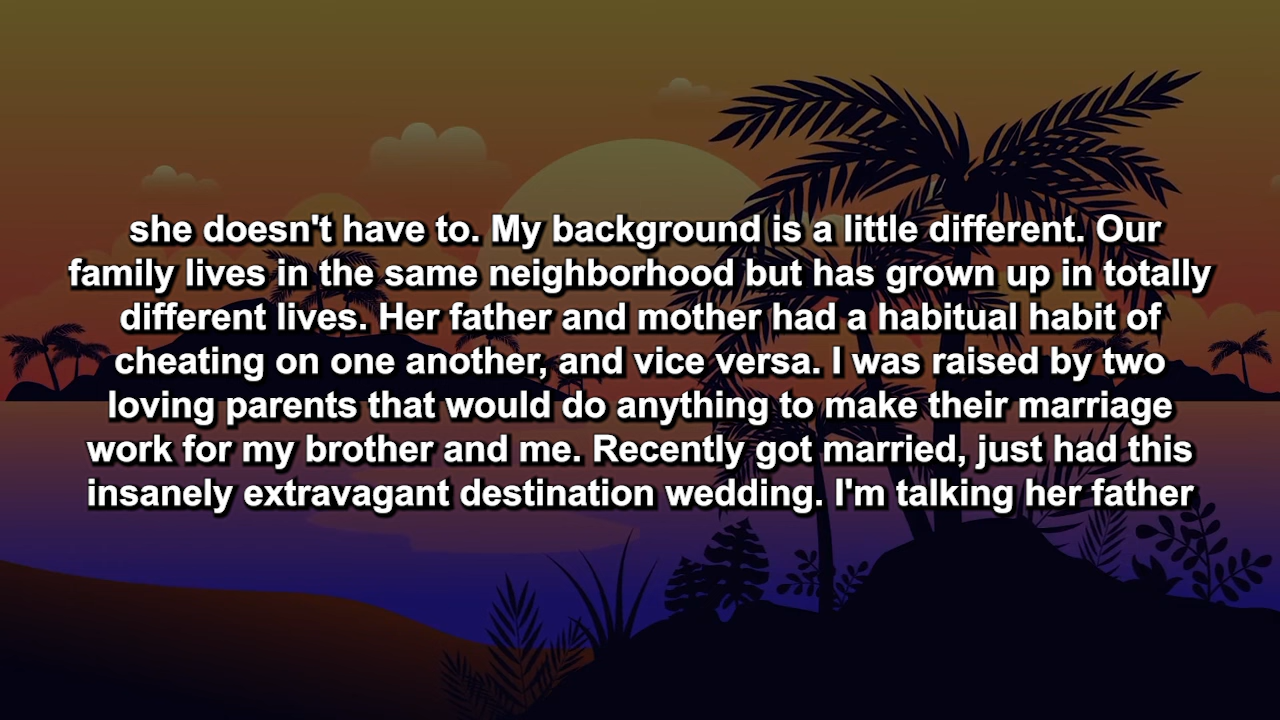 she doesn't have to. My background is a little different. Our
family lives in the same neighborhood but has grown up in totally
different lives. Her father and mother had a habitual habit of
cheating on one another, and vice versa. I was raised by two
loving parents that would do anything to make their marriage
work for my brother and me. Recently got married, just had this
insanely extravagant destination wedding. I'm talking her father